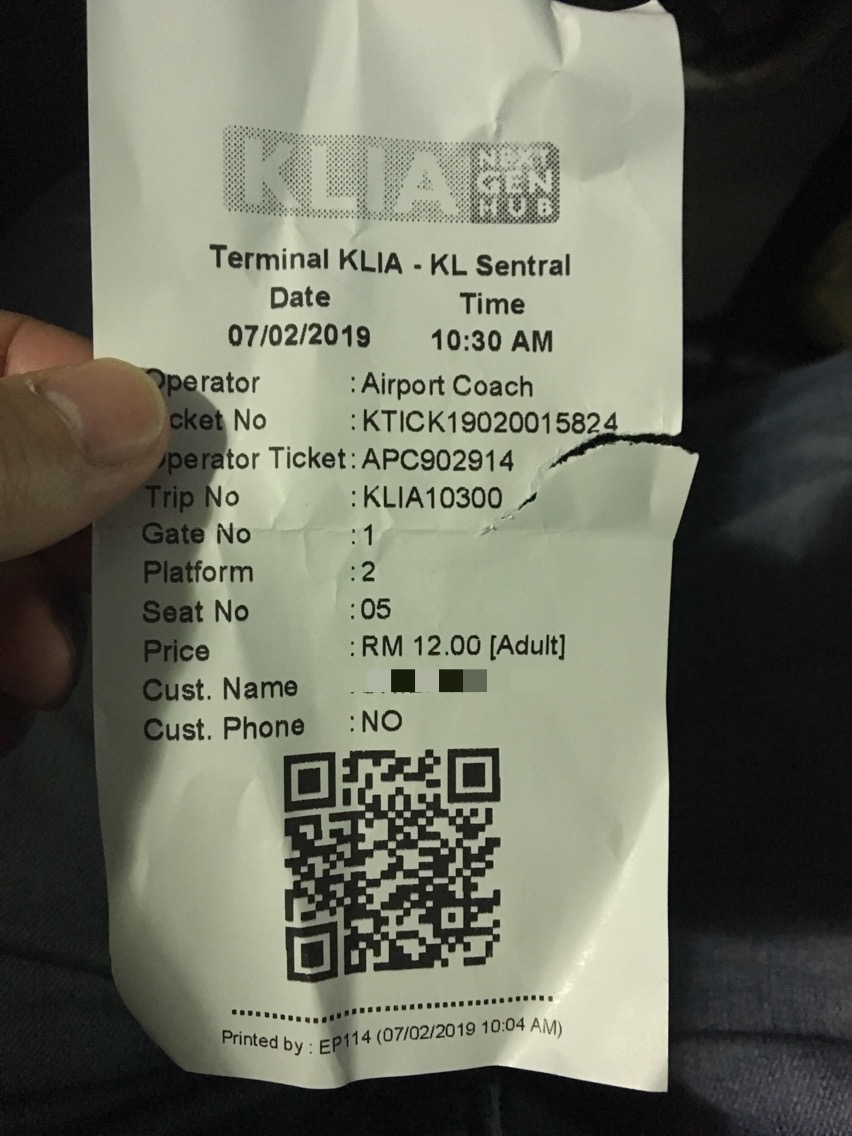 KLIA NEXT GEN HUB
Terminal KLIA - KL Sentral
Date Time
07/02/2019 10:30 AM
Operator : Airport Coach
cket No : KTICK19020015824
perator Ticket: APC902914
Trip No : KLIA10300
Gate No : 1
Platform : 2
Seat No : 05
Price : RM 12.00 [Adult]
Cust. Name
Cust. Phone : NO
Printed by : EP114 (07/02/2019 10:04 AM)